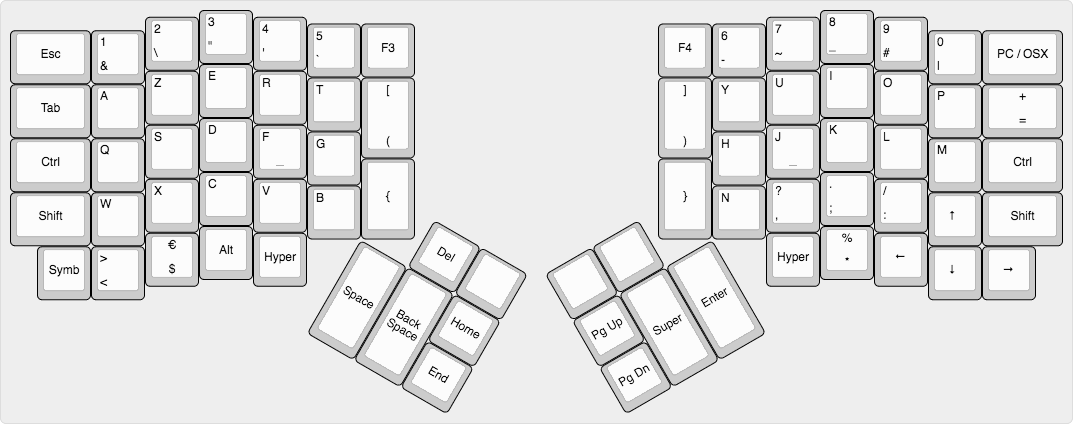 Esc 1 2 3 4 5 F3
& \ " ' `
Tab A Z E R T [
(
Ctrl Q S D F G
_
Shift W X C V B {
Symb > € Alt Hyper
< $
F4 6 7 8 9 0 PC / OSX
- ~ _ # |
] Y U I O P +
) =
H J K L M Ctrl
_
} N ? . / ↑ Shift
, ; :
Hyper % ← ↓ →
*
Del
Space Back
Space
Home
End
Pg Up Super Enter
Pg Dn